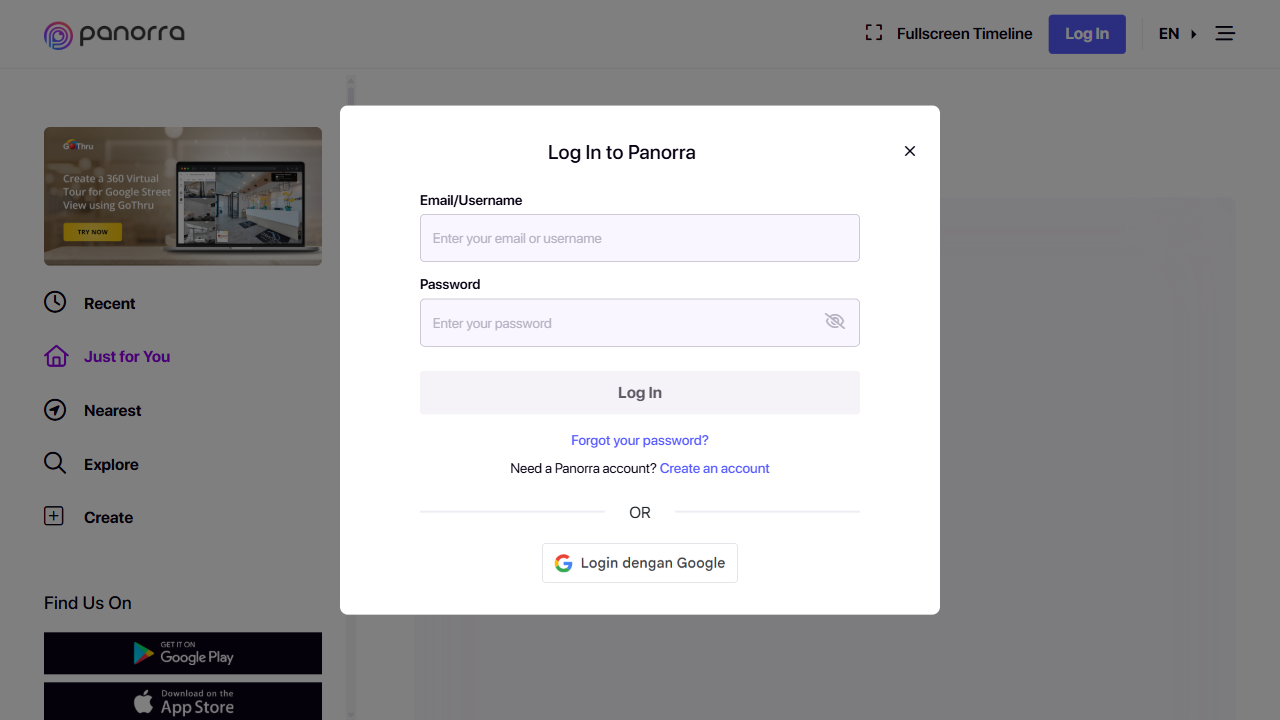 panorra
Fullscreen Timeline
Log In
EN
GoThru
Create a 360 Virtual
Tour for Google Street
View using GoThru
TRY NOW
Recent
Just for You
Nearest
Explore
Create
Find Us On
GET IT ON
Google Play
Download on the
App Store
Log In to Panorra
Email/Username
Enter your email or username
Password
Enter your password
Log In
Forgot your password?
Need a Panorra account? Create an account
OR
Login dengan Google